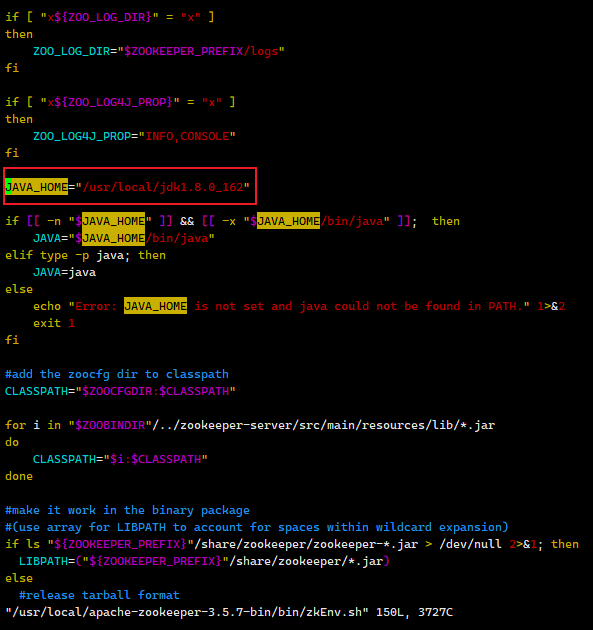 if [ "x${ZOO_LOG_DIR}" = "x" ]
then
    ZOO_LOG_DIR="$ZOOKEEPER_PREFIX/logs"
fi

if [ "x${ZOO_LOG4J_PROP}" = "x" ]
then
    ZOO_LOG4J_PROP="INFO,CONSOLE"
fi

JAVA_HOME="/usr/local/jdk1.8.0_162"

if [[ -n "$JAVA_HOME" ]] && [[ -x "$JAVA_HOME/bin/java" ]];  then
    JAVA="$JAVA_HOME/bin/java"
elif type -p java; then
    JAVA=java
else
    echo "Error: JAVA_HOME is not set and java could not be found in PATH." 1>&2
    exit 1
fi

#add the zoocfg dir to classpath
CLASSPATH="$ZOOCFGDIR:$CLASSPATH"

for i in "$ZOOBINDIR"/../zookeeper-server/src/main/resources/lib/*.jar
do
    CLASSPATH="$i:$CLASSPATH"
done

#make it work in the binary package
#(use array for LIBPATH to account for spaces within wildcard expansion)
if ls "${ZOOKEEPER_PREFIX}"/share/zookeeper/zookeeper-*.jar > /dev/null 2>&1; then
  LIBPATH=("${ZOOKEEPER_PREFIX}"/share/zookeeper/*.jar)
else
  #release tarball format
"/usr/local/apache-zookeeper-3.5.7-bin/bin/zkEnv.sh" 150L, 3727C